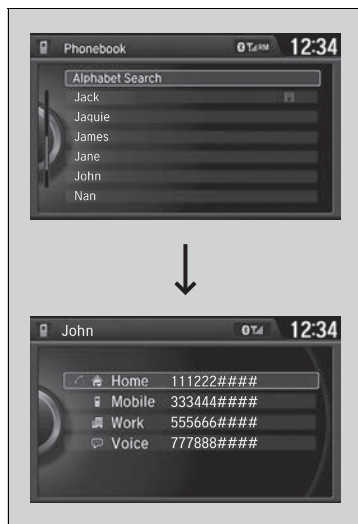 Phonebook 12:34
Alphabet Search
Jack
Jaquie
James
Jane
John
Nan
John 12:34
Home 111222####
Mobile 333444####
Work 555666####
Voice 777888####